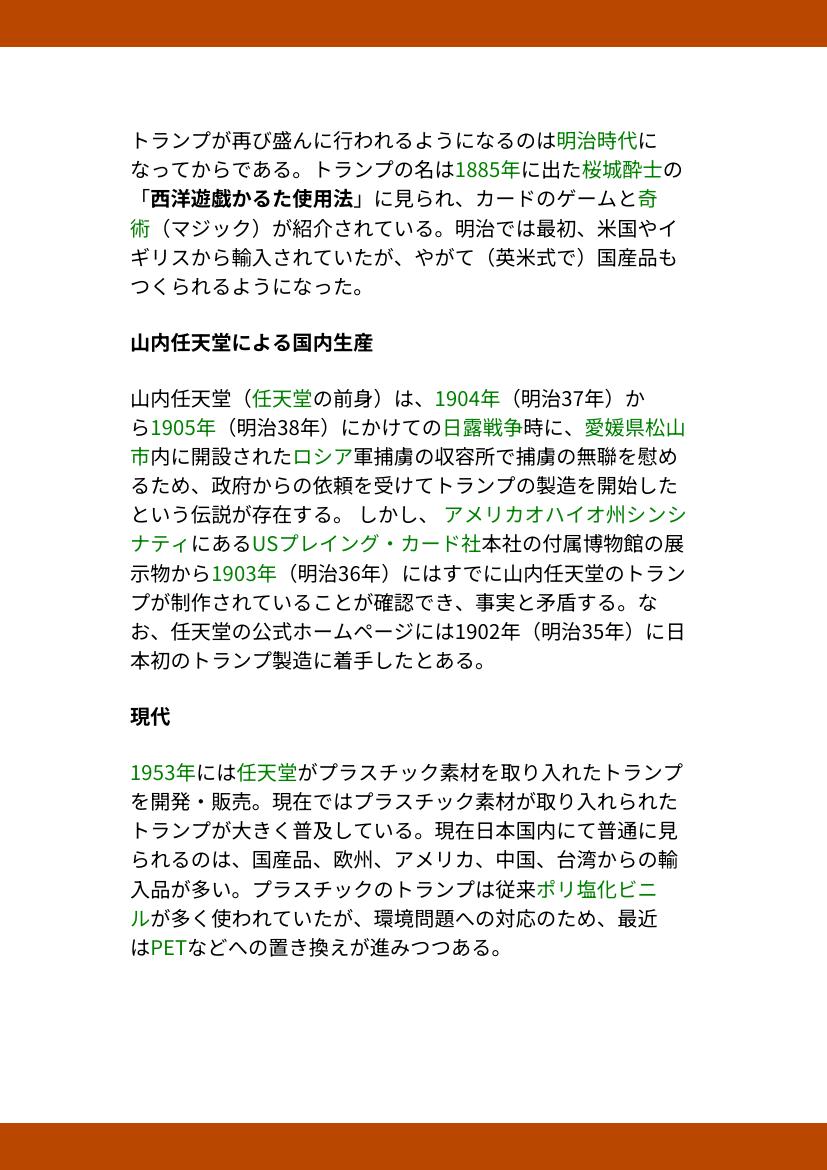 トランプが再び盛んに行われるようになるのは明治時代に
なってからである。トランプの名は1885年に出た桜城酔士の
「西洋遊戯かるた使用法」に見られ、カードのゲームと奇
術（マジック）が紹介されている。明治では最初、米国やイ
ギリスから輸入されていたが、やがて（英米式で）国産品も
つくられるようになった。
山内任天堂による国内生産
山内任天堂（任天堂の前身）は、1904年（明治37年）か
ら1905年（明治38年）にかけての日露戦争時に、愛媛県松山
市内に開設されたロシア軍捕虜の収容所で捕虜の無聊を慰め
るため、政府からの依頼を受けてトランプの製造を開始した
という伝説が存在する。 しかし、 アメリカオハイオ州シンシ
ナティにあるUSプレイング・カード社本社の付属博物館の展
示物から1903年（明治36年）にはすでに山内任天堂のトラン
プが制作されていることが確認でき、事実と矛盾する。な
お、任天堂の公式ホームページには1902年（明治35年）に日
本初のトランプ製造に着手したとある。
現代
1953年には任天堂がプラスチック素材を取り入れたトランプ
を開発・販売。現在ではプラスチック素材が取り入れられた
トランプが大きく普及している。現在日本国内にて普通に見
られるのは、国産品、欧州、アメリカ、中国、台湾からの輸
入品が多い。プラスチックのトランプは従来ポリ塩化ビニ
ルが多く使われていたが、環境問題への対応のため、最近
はPETなどへの置き換えが進みつつある。